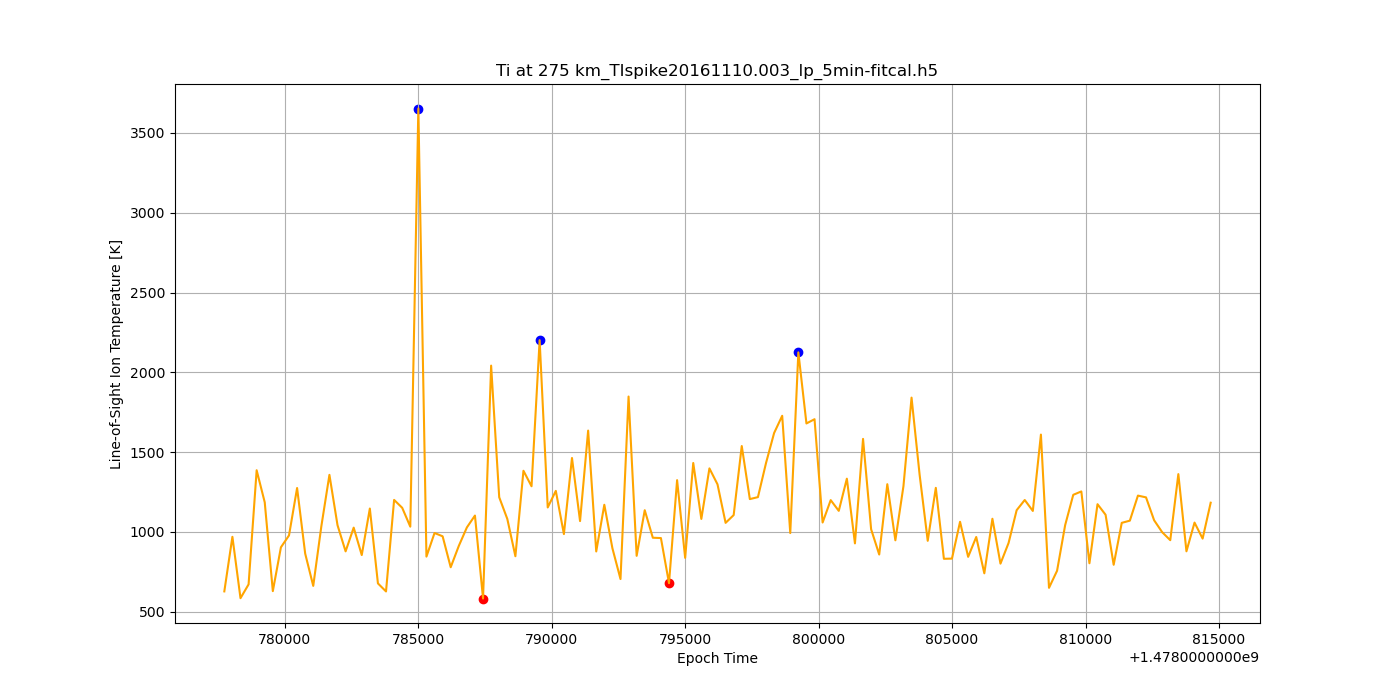 Ti at 275 km_TIspike20161110.003_lp_5min-fitcal.h5
Line-of-Sight Ion Temperature [K]
3500
3000
2500
2000
1500
1000
500
780000 785000 790000 795000 800000 805000 810000 815000
Epoch Time
+1.4780000000e9